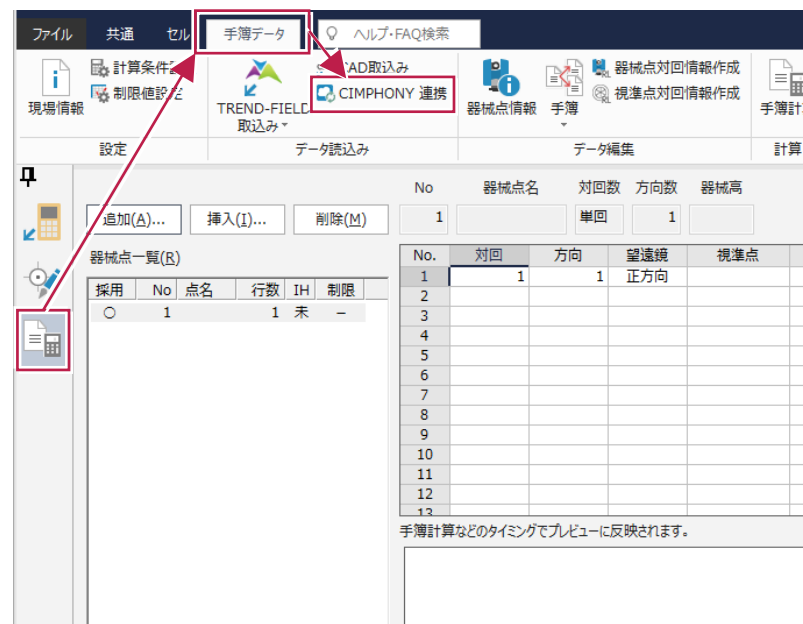 ファイル 共通 セル 手簿データ ヘルプ・FAQ検索
現場情報
計算条件
制限値設定
設定
TREND-FIELD
取込み
CAD取込み
CIMPHONY 連携
データ読込み
器械点情報
手簿
器械点対回情報作成
視準点対回情報作成
データ編集
手簿計
計算
追加(A)... 挿入(I)... 削除(M)
器械点一覧(R)
採用 No 点名 行数 IH 制限
○ 1 1 未 −
No 器械点名 対回数 方向数 器械高
1 単回 1
No. 対回 方向 望遠鏡 視準点
1 1 1 正方向
2
3
4
5
6
7
8
9
10
11
12
13
手簿計算などのタイミングでプレビューに反映されます。